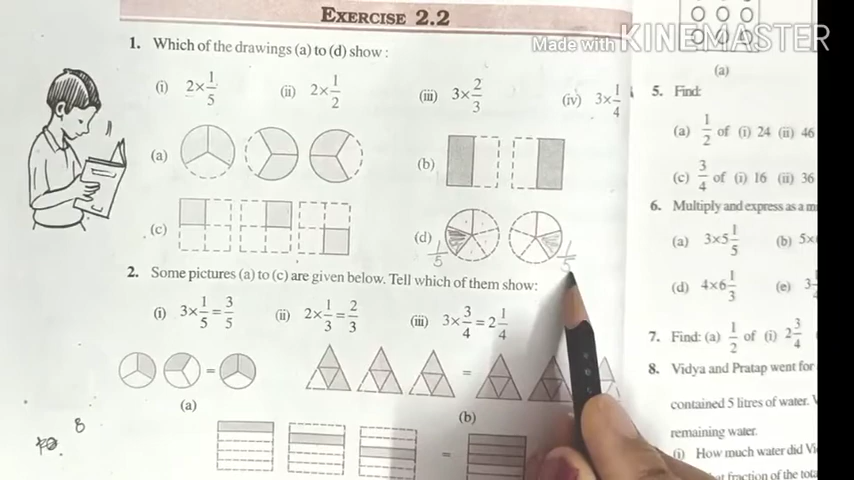 EXERCISE 2.2
Made with KINEMASTER
1. Which of the drawings (a) to (d) show :
(i) 2×1/5 (ii) 2×1/2 (iii) 3×2/3 (iv) 3×1/4
(a) (b)
(c) (d) 1/5 1/5
2. Some pictures (a) to (c) are given below. Tell which of them show:
(i) 3×1/5=3/5 (ii) 2×1/3=2/3 (iii) 3×3/4=2 1/4
= =
(a) (b)
=
8
(a)
5. Find:
(a) 1/2 of (i) 24 (ii) 46
(c) 3/4 of (i) 16 (ii) 36
6. Multiply and express as a
(a) 3×5 1/5 (b) 5×
(d) 4×6 1/3 (e)
7. Find: (a) 1/2 of (i) 2 3/4
8. Vidya and Pratap went for
contained 5 litres of water.
remaining water.
(i) How much water did
fraction of the